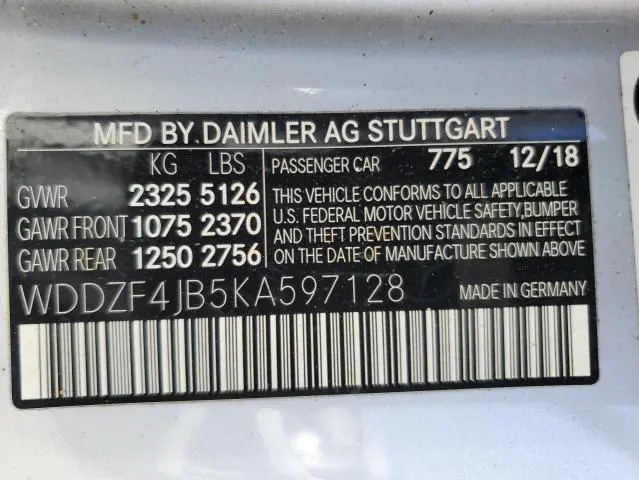 MFD BY DAIMLER AG STUTTGART
KG LBS PASSENGER CAR 775 12/18
GVWR 2325 5126
GAWR FRONT 1075 2370
GAWR REAR 1250 2756
THIS VEHICLE CONFORMS TO ALL APPLICABLE
U.S. FEDERAL MOTOR VEHICLE SAFETY,BUMPER
AND THEFT PREVENTION STANDARDS IN EFFECT
ON THE DATE OF MANUFACTURE SHOWN ABOVE.
WDDZF4JB5KA597128 MADE IN GERMANY